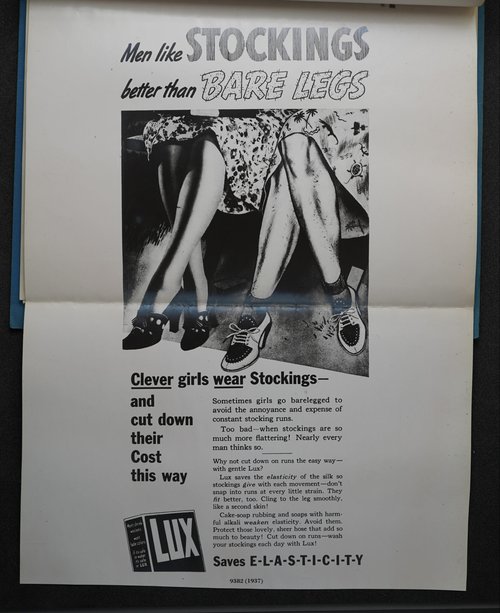 Men like STOCKINGS
better than BARE LEGS
Clever girls wear Stockings—
and
cut down
their
Cost
this way
Sometimes girls go barelegged to
avoid the annoyance and expense of
constant stocking runs.
Too bad—when stockings are so
much more flattering! Nearly every
man thinks so.
Why not cut down on runs the easy way—
with gentle Lux?
Lux saves the elasticity of the silk so
stockings give with each movement—don't
snap into runs at every little strain. They
fit better, too. Cling to the leg smoothly,
like a second skin!
Cake-soap rubbing and soaps with harm-
ful alkali weaken elasticity. Avoid them.
Protect those lovely, sheer hose that add so
much to beauty! Cut down on runs—wash
your stockings each day with Lux!
LUX
Saves E-L-A-S-T-I-C-I-T-Y
9382 (1937)